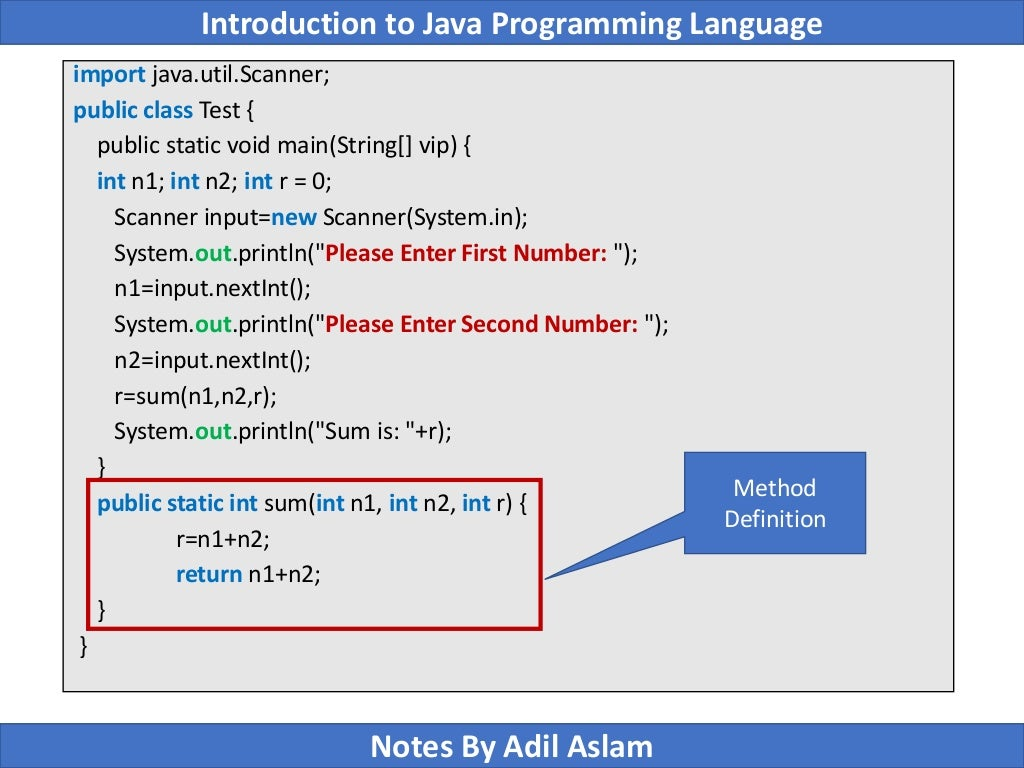 Introduction to Java Programming Language
import java.util.Scanner;
public class Test {
public static void main(String[] vip) {
int n1; int n2; int r = 0;
Scanner input=new Scanner(System.in);
System.out.println("Please Enter First Number: ");
n1=input.nextInt();
System.out.println("Please Enter Second Number: ");
n2=input.nextInt();
r=sum(n1,n2,r);
System.out.println("Sum is: "+r);
}
public static int sum(int n1, int n2, int r) {
r=n1+n2;
return n1+n2;
}
}
Method
Definition
Notes By Adil Aslam